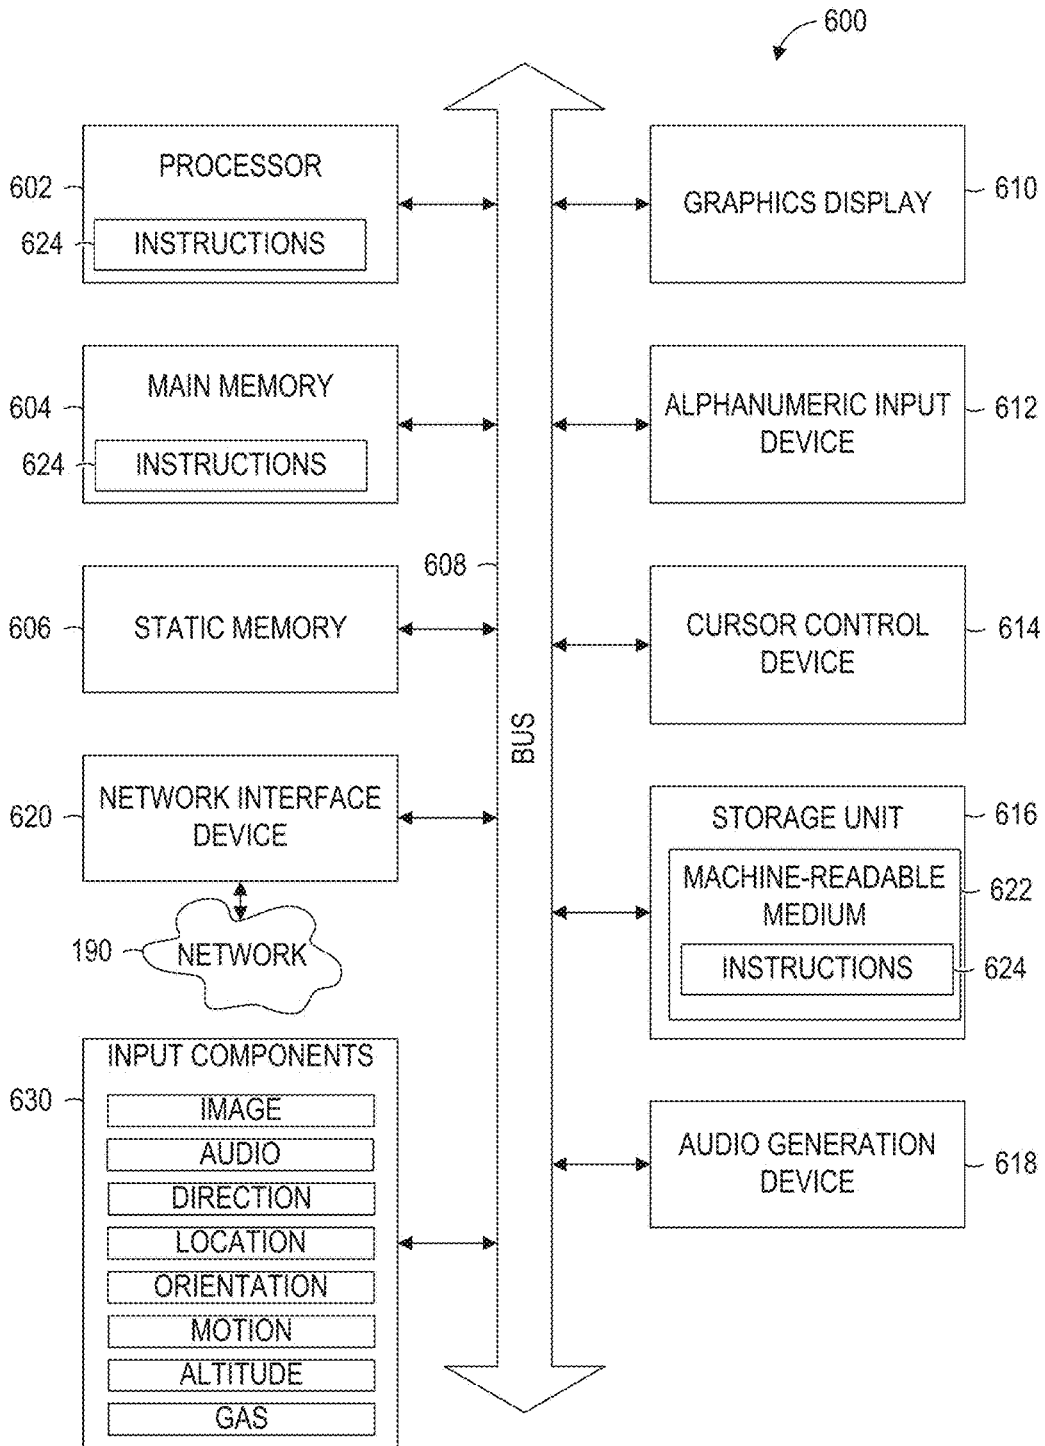 600
PROCESSOR
602
624
INSTRUCTIONS
GRAPHICS DISPLAY
610
MAIN MEMORY
604
624
INSTRUCTIONS
ALPHANUMERIC INPUT
DEVICE
612
608
STATIC MEMORY
606
CURSOR CONTROL
DEVICE
614
BUS
NETWORK INTERFACE
DEVICE
620
STORAGE UNIT
616
MACHINE-READABLE
MEDIUM
622
INSTRUCTIONS
624
190
NETWORK
INPUT COMPONENTS
630
IMAGE
AUDIO
DIRECTION
LOCATION
ORIENTATION
MOTION
ALTITUDE
GAS
AUDIO GENERATION
DEVICE
618